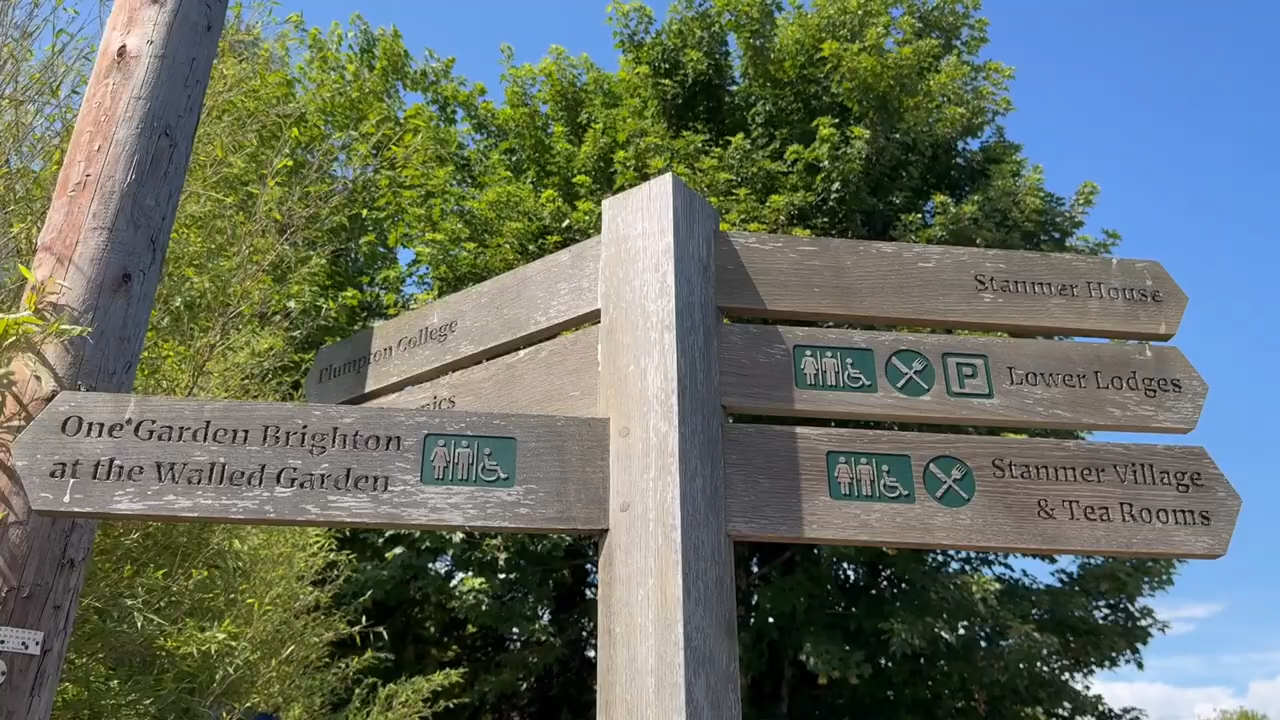 Plumpton College
One Garden Brighton
at the Walled Garden
Stanmer House
P Lower Lodges
Stanmer Village
& Tea Rooms